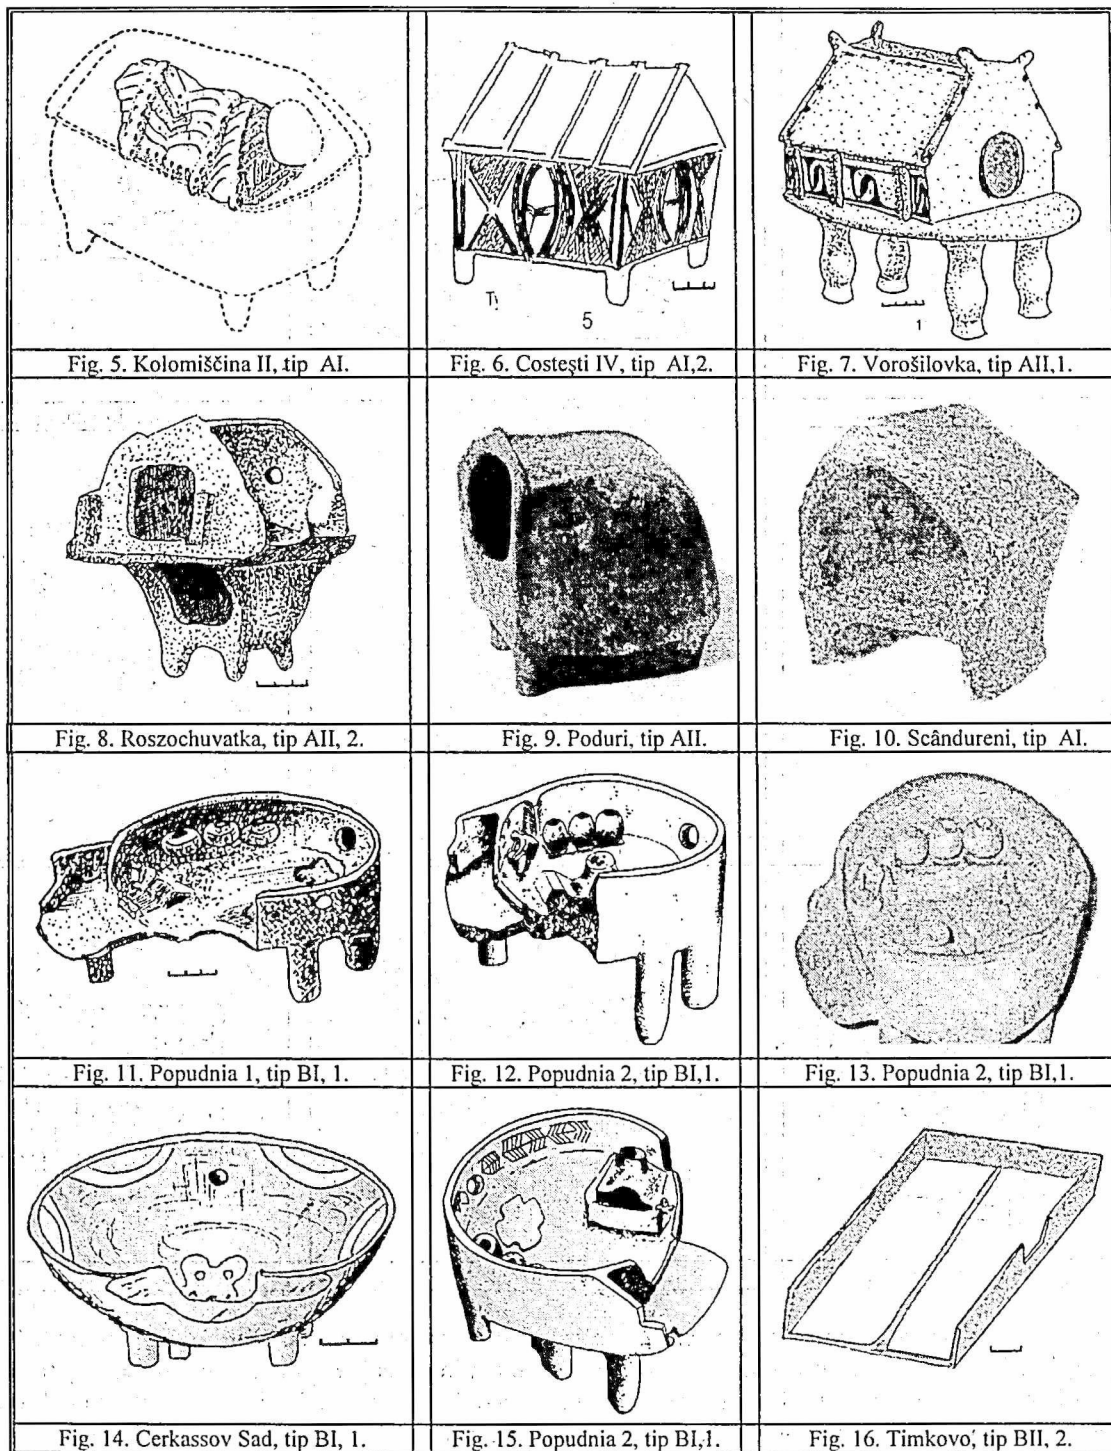 Ty
5
1
Fig. 5. Kolomiščina II, tip AI.
Fig. 6. Costeşti IV, tip AI,2.
Fig. 7. Vorošilovka, tip AII,1.
Fig. 8. Roszochuvatka, tip AII, 2.
Fig. 9. Poduri, tip AII.
Fig. 10. Scândureni, tip AI.
Fig. 11. Popudnia 1, tip BI, 1.
Fig. 12. Popudnia 2, tip BI,1.
Fig. 13. Popudnia 2, tip BI,1.
Fig. 14. Cerkassov Sad, tip BI, 1.
Fig. 15. Popudnia 2, tip BI,1.
Fig. 16. Timkovo, tip BII, 2.